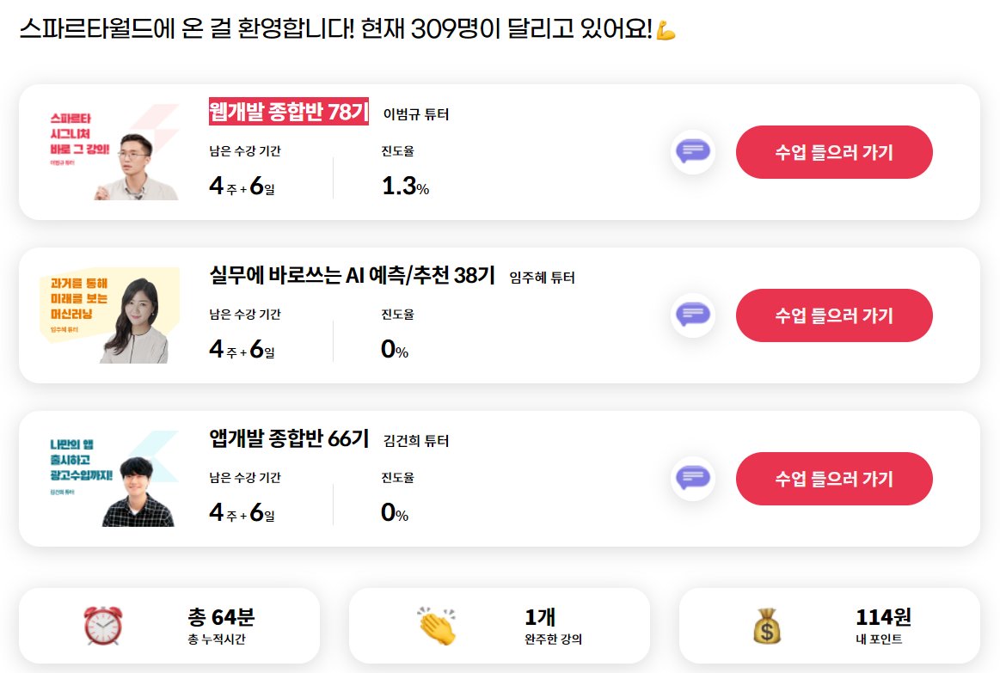 스파르타월드에 온 걸 환영합니다! 현재 309명이 달리고 있어요!💪
스파르타
시그니처
바로 그 강의!
이범규 튜터
웹개발 종합반 78기 이범규 튜터
남은 수강 기간 진도율
4주+6일 1.3%
수업 들으러 가기
과거를 통해
미래를 보는
머신러닝
임주혜 튜터
실무에 바로쓰는 AI 예측/추천 38기 임주혜 튜터
남은 수강 기간 진도율
4주+6일 0%
수업 들으러 가기
나만의 앱
출시하고
광고수입까지!
김건희 튜터
앱개발 종합반 66기 김건희 튜터
남은 수강 기간 진도율
4주+6일 0%
수업 들으러 가기
총 64분
총 누적시간
1개
완주한 강의
114원
내 포인트